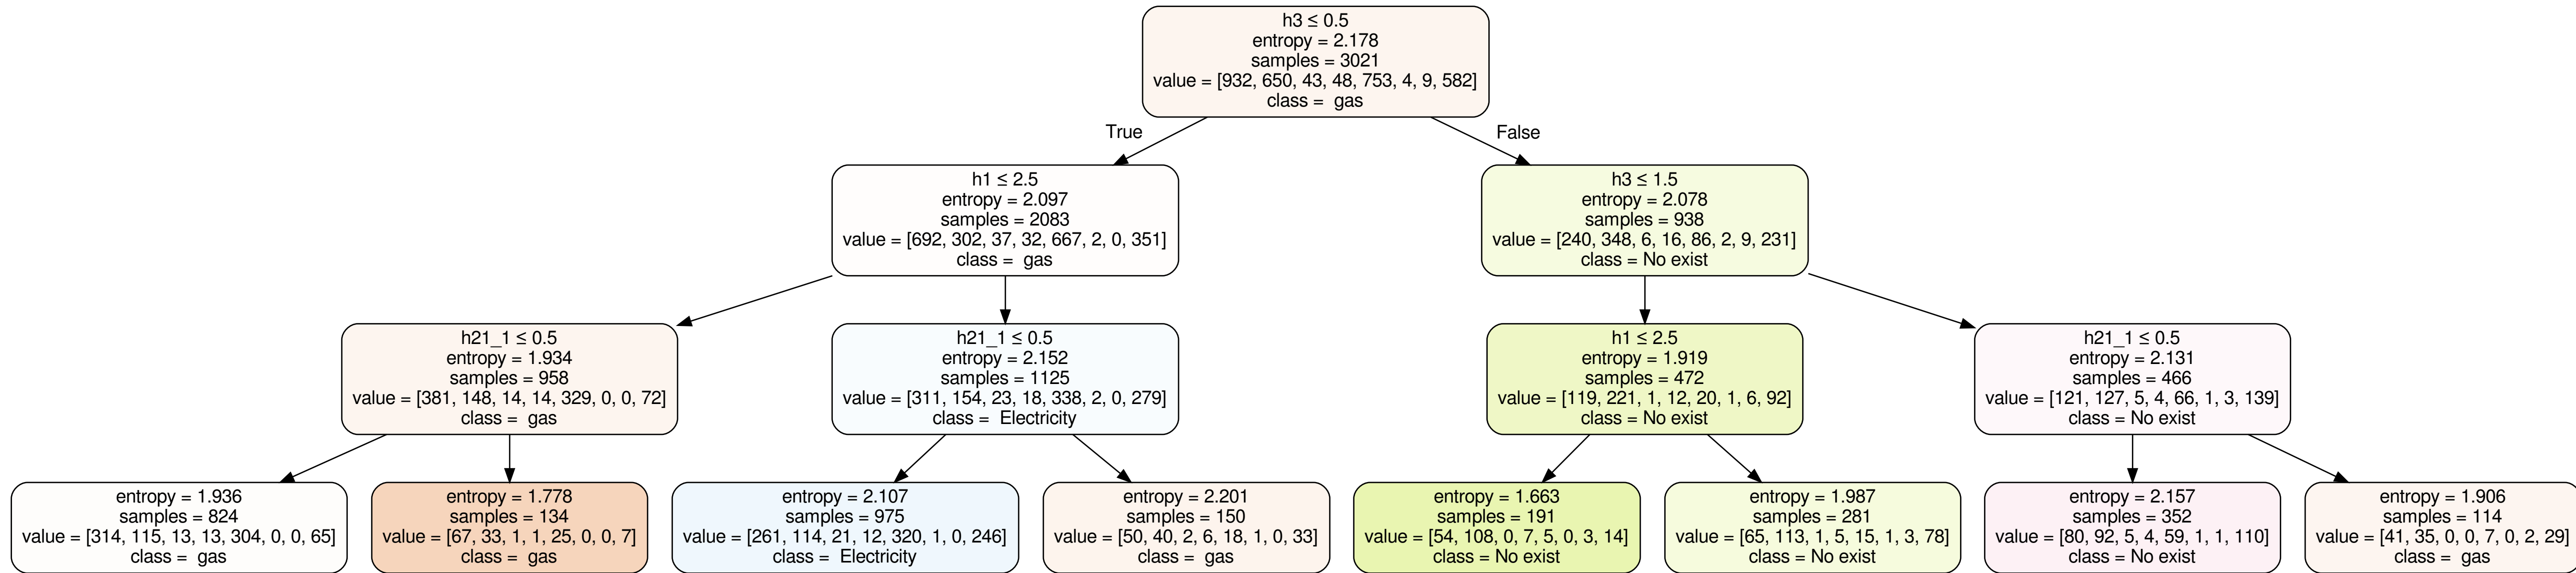 h3 ≤ 0.5
entropy = 2.178
samples = 3021
value = [932, 650, 43, 48, 753, 4, 9, 582]
class =  gas
True
False
h1 ≤ 2.5
entropy = 2.097
samples = 2083
value = [692, 302, 37, 32, 667, 2, 0, 351]
class =  gas
h3 ≤ 1.5
entropy = 2.078
samples = 938
value = [240, 348, 6, 16, 86, 2, 9, 231]
class = No exist
h21_1 ≤ 0.5
entropy = 1.934
samples = 958
value = [381, 148, 14, 14, 329, 0, 0, 72]
class =  gas
h21_1 ≤ 0.5
entropy = 2.152
samples = 1125
value = [311, 154, 23, 18, 338, 2, 0, 279]
class =  Electricity
h1 ≤ 2.5
entropy = 1.919
samples = 472
value = [119, 221, 1, 12, 20, 1, 6, 92]
class = No exist
h21_1 ≤ 0.5
entropy = 2.131
samples = 466
value = [121, 127, 5, 4, 66, 1, 3, 139]
class = No exist
entropy = 1.936
samples = 824
value = [314, 115, 13, 13, 304, 0, 0, 65]
class =  gas
entropy = 1.778
samples = 134
value = [67, 33, 1, 1, 25, 0, 0, 7]
class =  gas
entropy = 2.107
samples = 975
value = [261, 114, 21, 12, 320, 1, 0, 246]
class =  Electricity
entropy = 2.201
samples = 150
value = [50, 40, 2, 6, 18, 1, 0, 33]
class =  gas
entropy = 1.663
samples = 191
value = [54, 108, 0, 7, 5, 0, 3, 14]
class = No exist
entropy = 1.987
samples = 281
value = [65, 113, 1, 5, 15, 1, 3, 78]
class = No exist
entropy = 2.157
samples = 352
value = [80, 92, 5, 4, 59, 1, 1, 110]
class = No exist
entropy = 1.906
samples = 114
value = [41, 35, 0, 0, 7, 0, 2, 29]
class =  gas